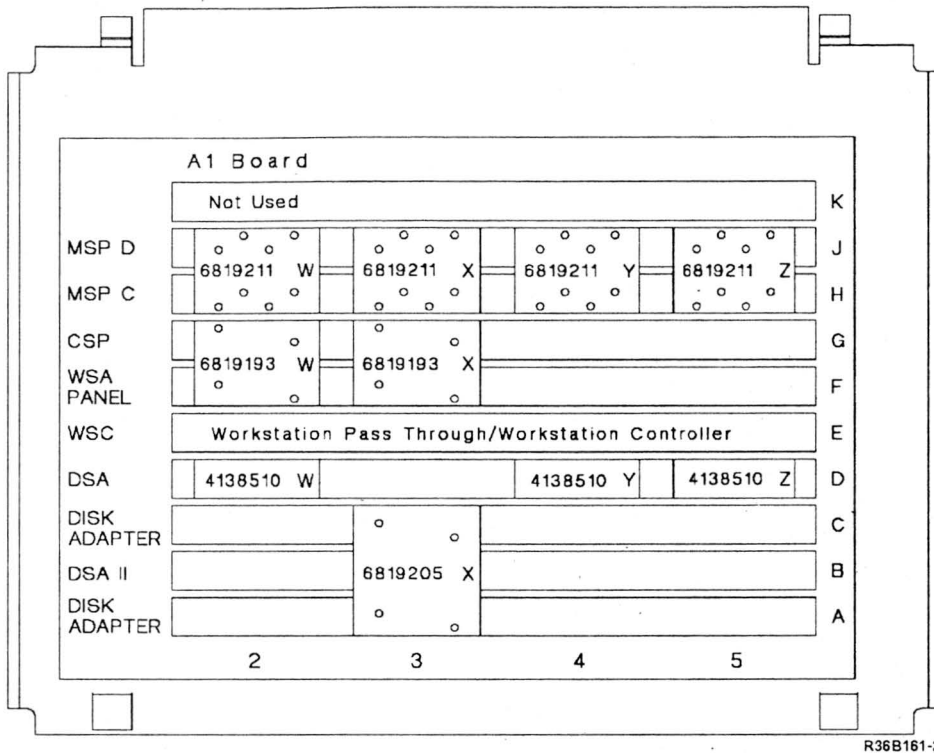 A1 Board
Not Used K
MSP D J
6819211 W 6819211 X 6819211 Y 6819211 Z
MSP C H
CSP G
6819193 W 6819193 X
WSA
PANEL F
WSC Workstation Pass Through/Workstation Controller E
DSA 4138510 W 4138510 Y 4138510 Z D
DISK
ADAPTER C
DSA II 6819205 X B
DISK
ADAPTER A
2 3 4 5